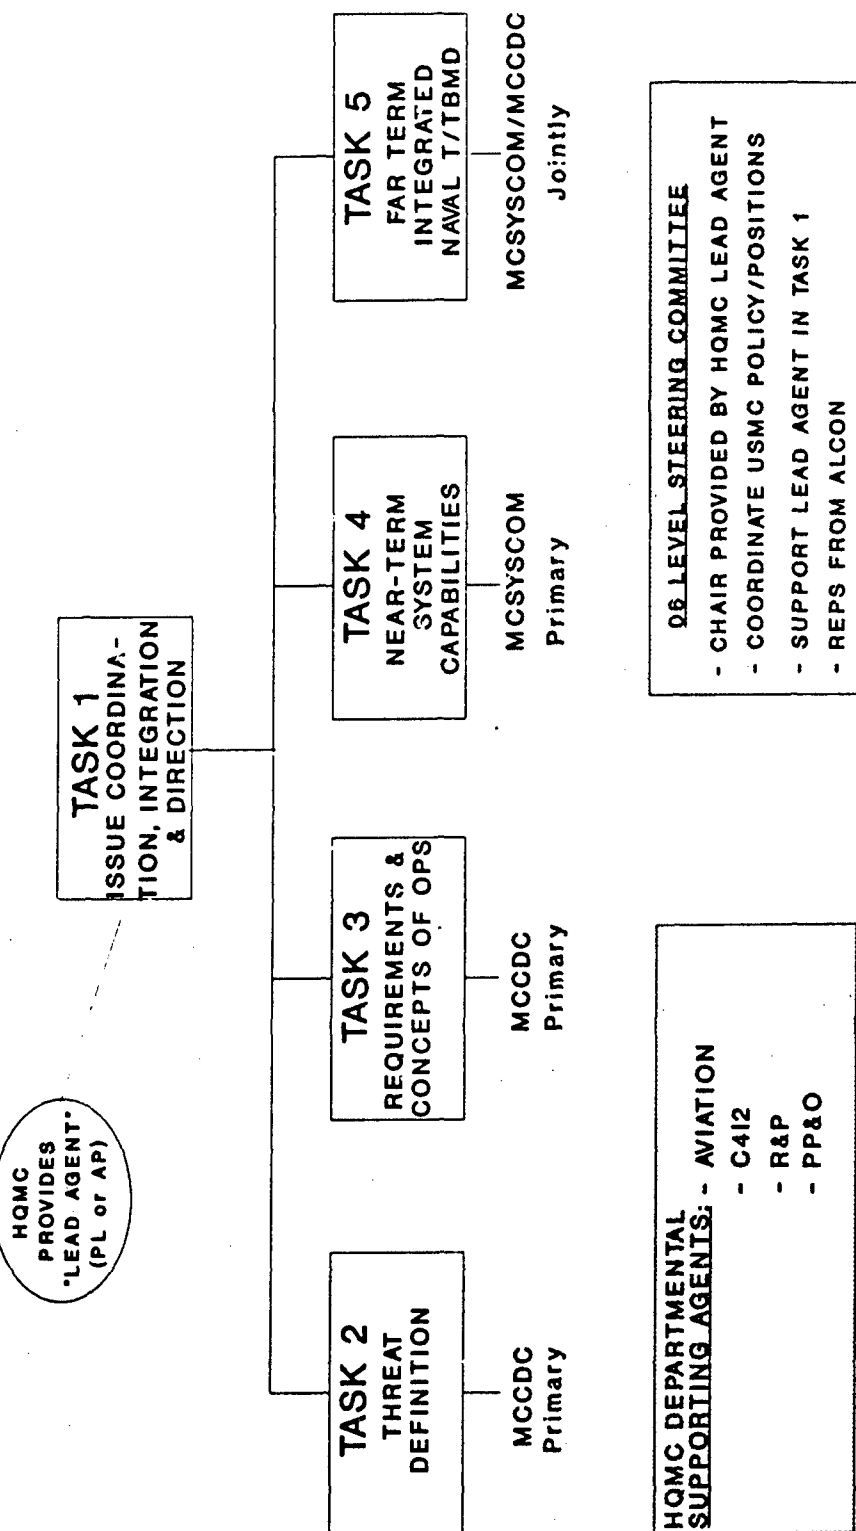 HQMC
PROVIDES
"LEAD AGENT"
(PL or AP)
TASK 1
ISSUE COORDINA-
TION, INTEGRATION
& DIRECTION
TASK 2
THREAT
DEFINITION
MCCDC
Primary
TASK 3
REQUIREMENTS &
CONCEPTS OF OPS
MCCDC
Primary
TASK 4
NEAR-TERM
SYSTEM
CAPABILITIES
MCSYSCOM
Primary
TASK 5
FAR TERM
INTEGRATED
NAVAL T/TBMD
MCSYSCOM/MCCDC
Jointly
HQMC DEPARTMENTAL
SUPPORTING AGENTS: - AVIATION
- C4I2
- R&P
- PP&O
06 LEVEL STEERING COMMITTEE
- CHAIR PROVIDED BY HQMC LEAD AGENT
- COORDINATE USMC POLICY/POSITIONS
- SUPPORT LEAD AGENT IN TASK 1
- REPS FROM ALCON